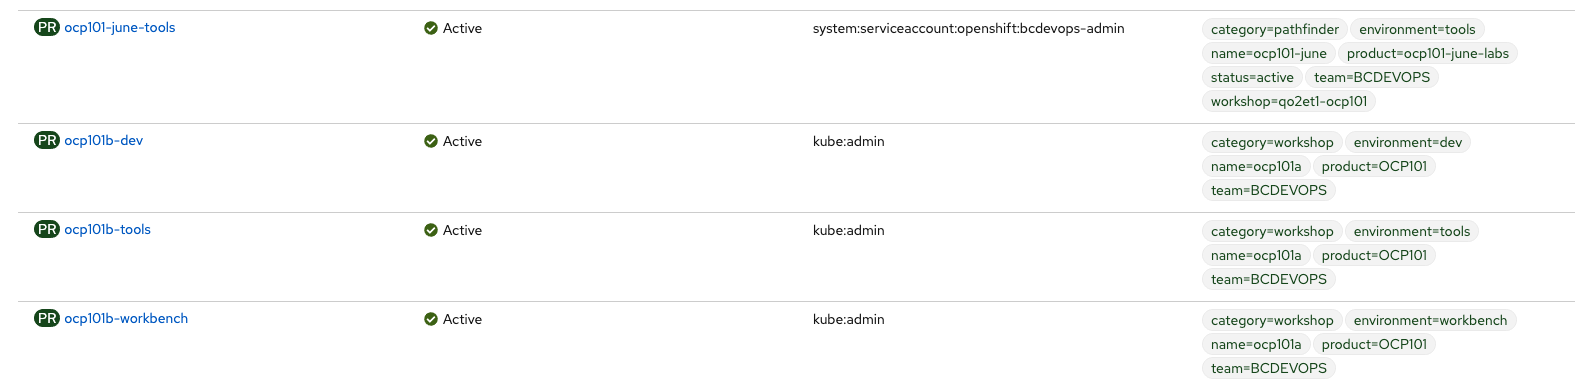 PR ocp101-june-tools Active system:serviceaccount:openshift:bcdevops-admin category=pathfinder environment=tools
name=ocp101-june product=ocp101-june-labs
status=active team=BCDEVOPS
workshop=qo2et1-ocp101
PR ocp101b-dev Active kube:admin category=workshop environment=dev
name=ocp101a product=OCP101
team=BCDEVOPS
PR ocp101b-tools Active kube:admin category=workshop environment=tools
name=ocp101a product=OCP101
team=BCDEVOPS
PR ocp101b-workbench Active kube:admin category=workshop environment=workbench
name=ocp101a product=OCP101
team=BCDEVOPS